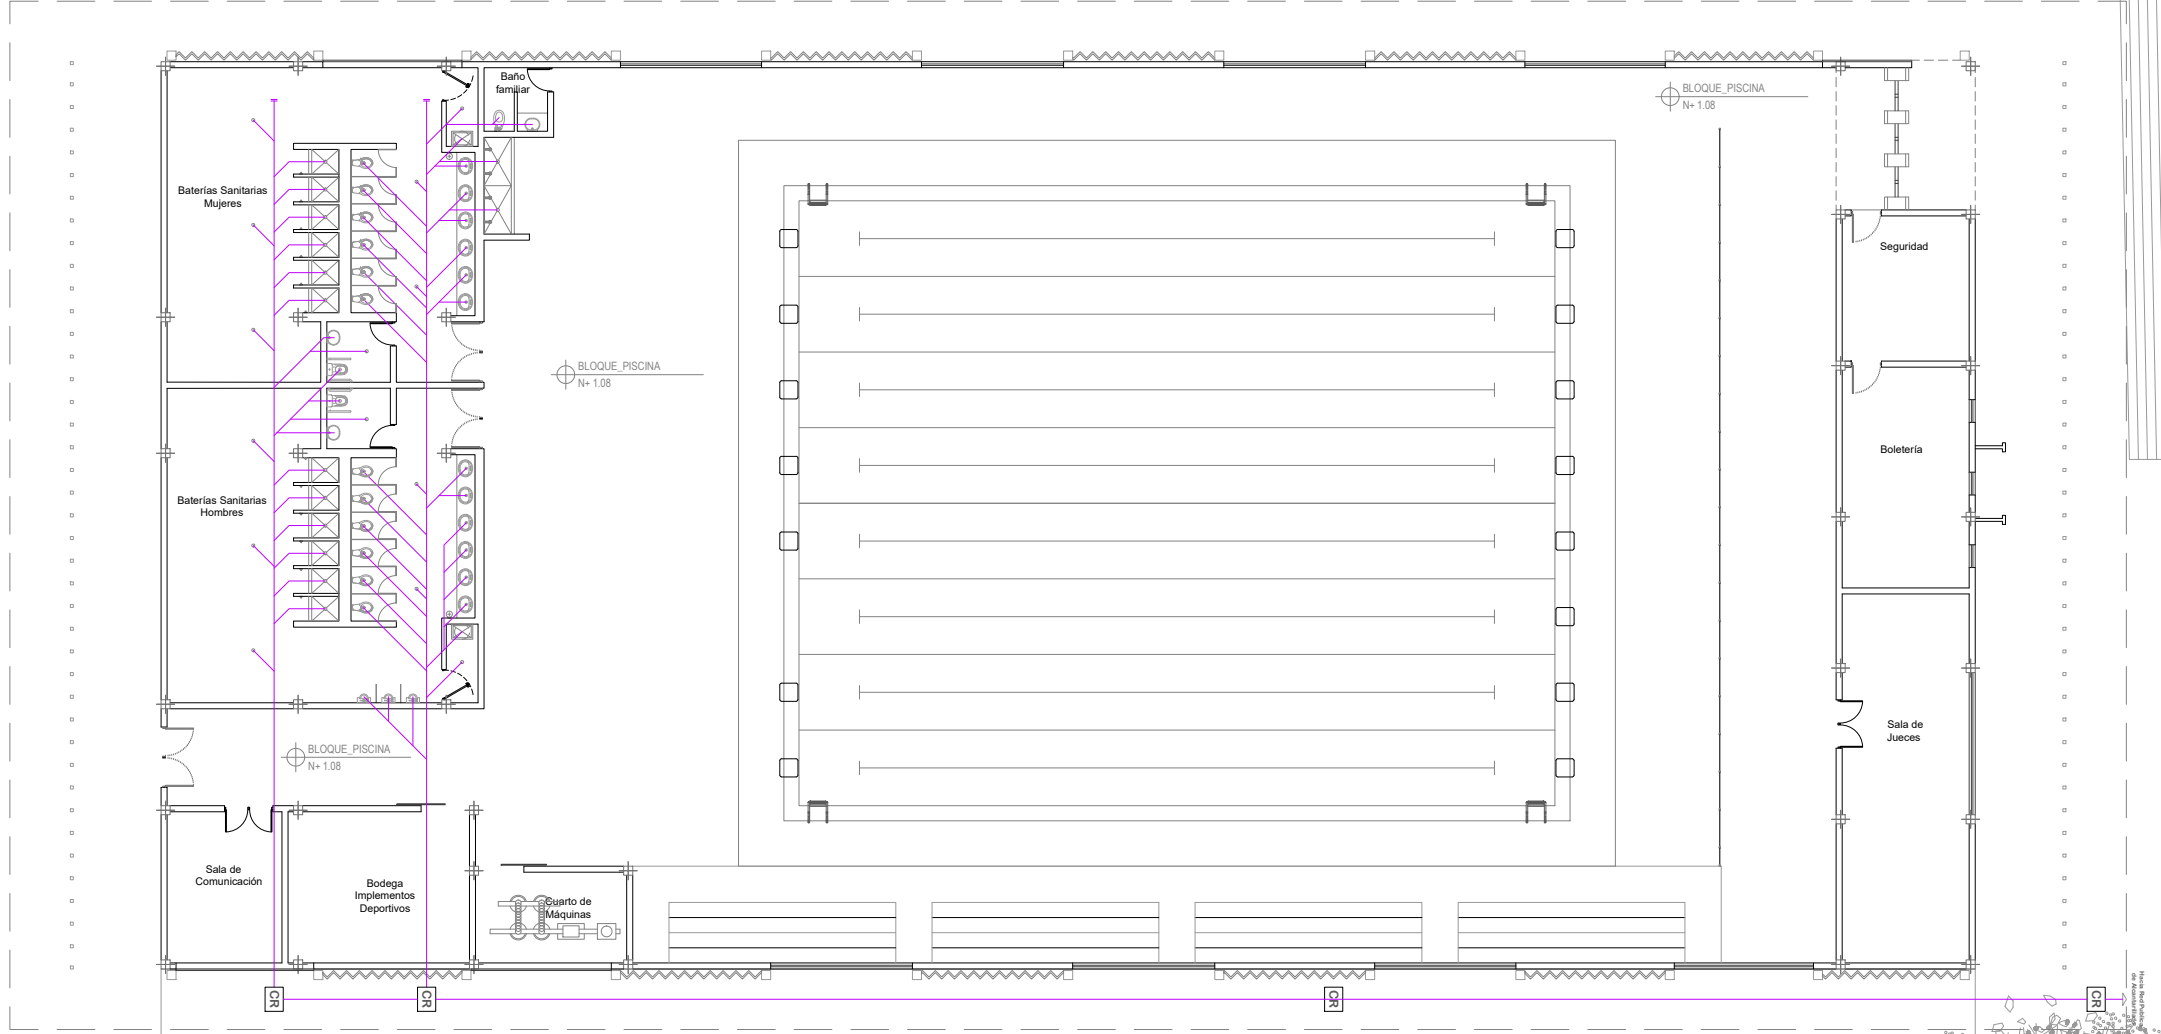 Baño
familiar
BLOQUE_PISCINA
N+ 1.08
Baterías Sanitarias
Mujeres
Seguridad
BLOQUE_PISCINA
N+ 1.08
Boletería
Baterías Sanitarias
Hombres
Sala de
Jueces
BLOQUE_PISCINA
N+ 1.08
Sala de
Comunicación
Bodega
Implementos
Deportivos
Cuarto de
Máquinas
CR
CR
CR
CR